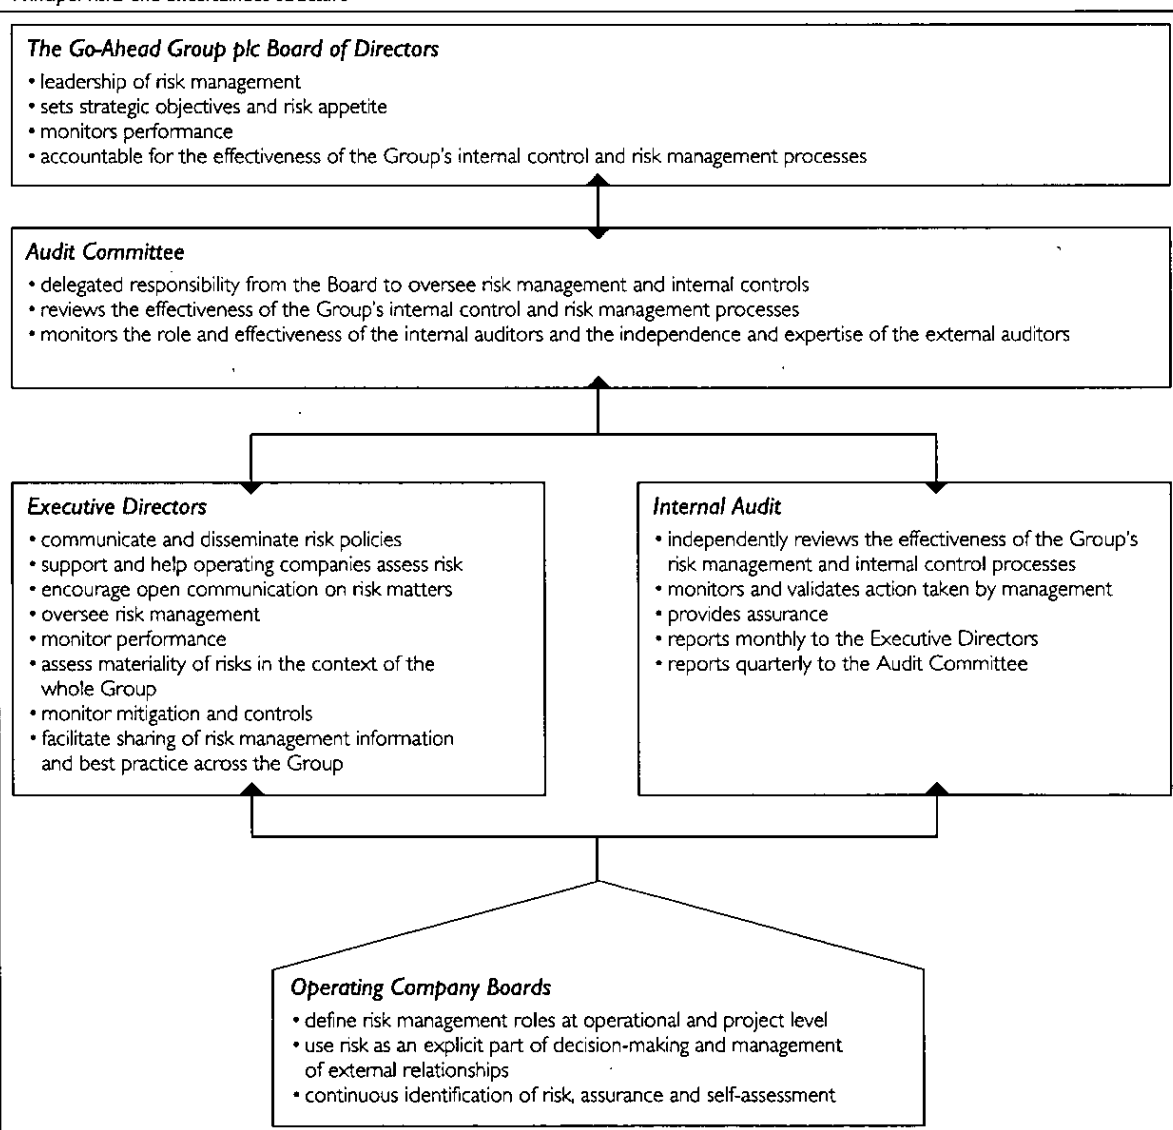 The Go-Ahead Group plc Board of Directors
• leadership of risk management
• sets strategic objectives and risk appetite
• monitors performance
• accountable for the effectiveness of the Group's internal control and risk management processes
Audit Committee
• delegated responsibility from the Board to oversee risk management and internal controls
• reviews the effectiveness of the Group's internal control and risk management processes
• monitors the role and effectiveness of the internal auditors and the independence and expertise of the external auditors
Executive Directors
• communicate and disseminate risk policies
• support and help operating companies assess risk
• encourage open communication on risk matters
• oversee risk management
• monitor performance
• assess materiality of risks in the context of the
whole Group
• monitor mitigation and controls
• facilitate sharing of risk management information
and best practice across the Group
Internal Audit
• independently reviews the effectiveness of the Group's
risk management and internal control processes
• monitors and validates action taken by management
• provides assurance
• reports monthly to the Executive Directors
• reports quarterly to the Audit Committee
Operating Company Boards
• define risk management roles at operational and project level
• use risk as an explicit part of decision-making and management
of external relationships
• continuous identification of risk, assurance and self-assessment